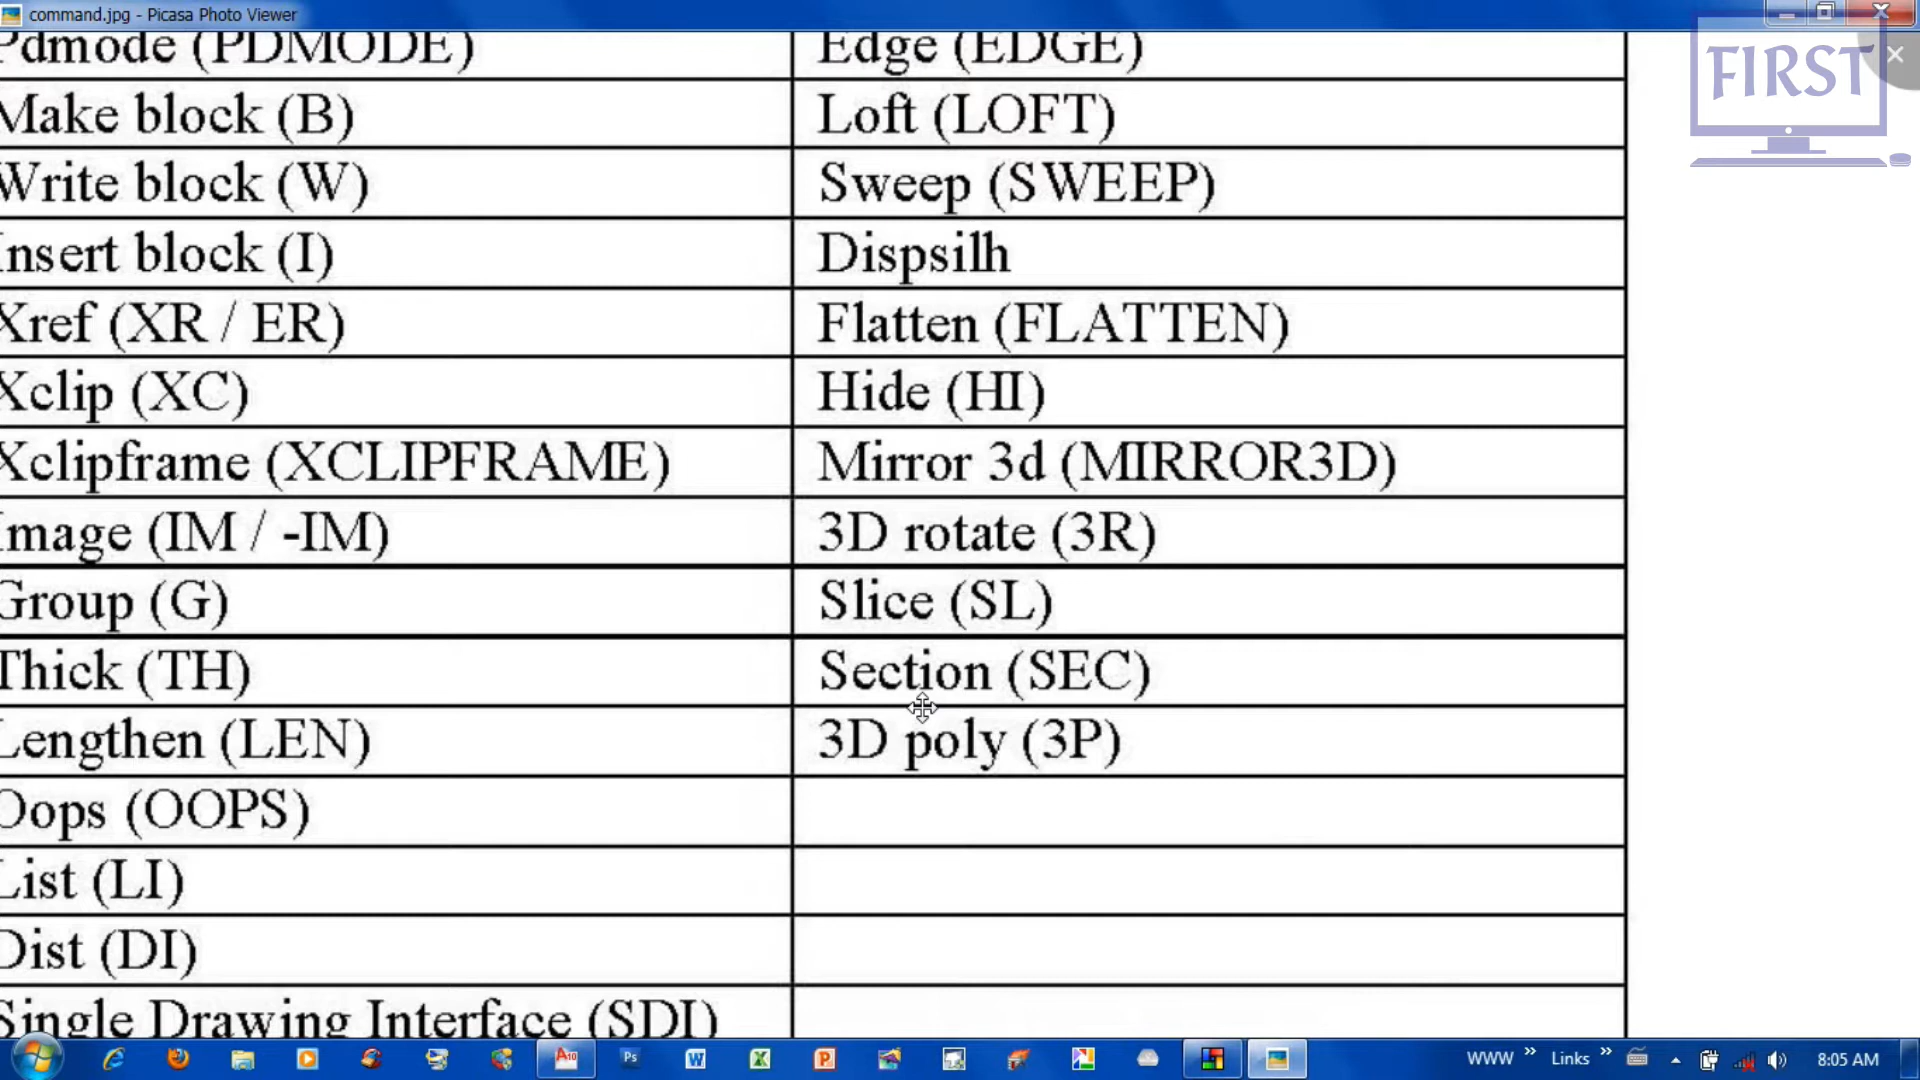 command.jpg - Picasa Photo Viewer
FIRST
Pdmode (PDMODE)
Edge (EDGE)
Make block (B)
Loft (LOFT)
Write block (W)
Sweep (SWEEP)
Insert block (I)
Dispsilh
Xref (XR / ER)
Flatten (FLATTEN)
Xclip (XC)
Hide (HI)
Xclipframe (XCLIPFRAME)
Mirror 3d (MIRROR3D)
Image (IM / -IM)
3D rotate (3R)
Group (G)
Slice (SL)
Thick (TH)
Section (SEC)
Lengthen (LEN)
3D poly (3P)
Oops (OOPS)
List (LI)
Dist (DI)
Single Drawing Interface (SDI)
WWW » Links » 8:05 AM